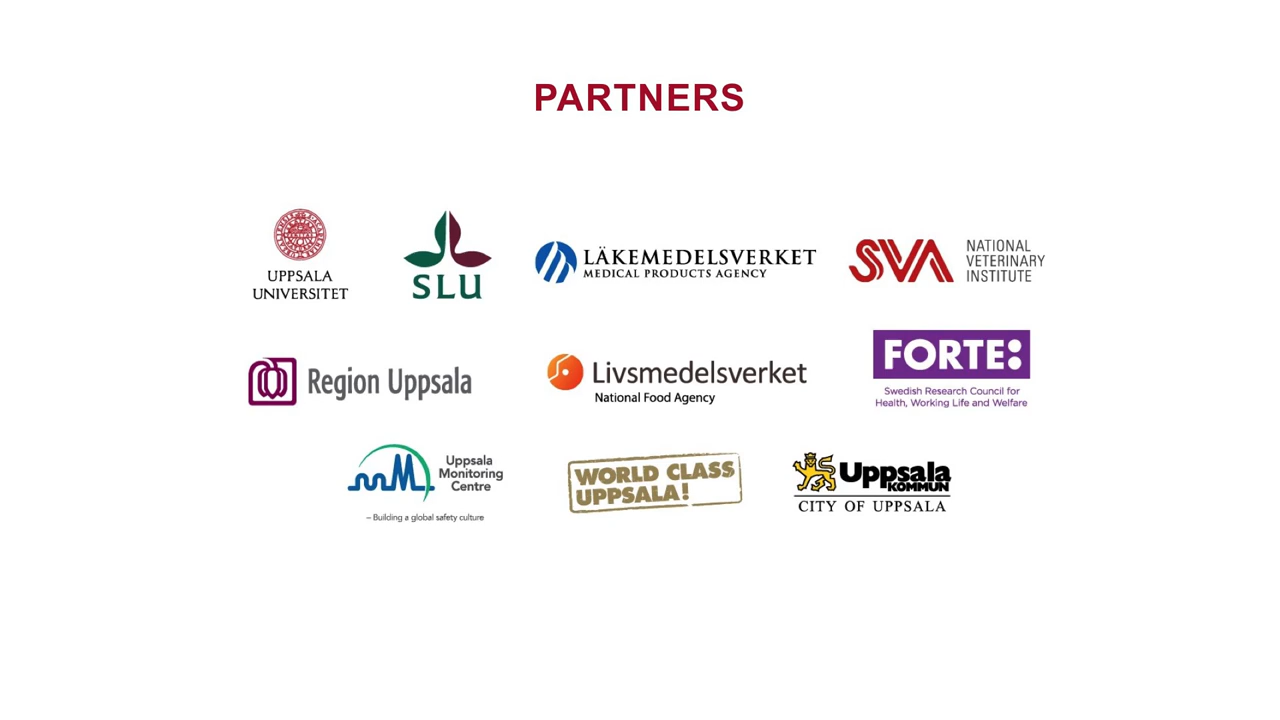 PARTNERS
UPPSALA
UNIVERSITET
SLU
LÄKEMEDELSVERKET
MEDICAL PRODUCTS AGENCY
SVA
NATIONAL
VETERINARY
INSTITUTE
Region Uppsala
Livsmedelsverket
National Food Agency
FORTE:
Swedish Research Council for
Health, Working Life and Welfare
Uppsala
Monitoring
Centre
– Building a global safety culture
WORLD CLASS
UPPSALA!
Uppsala
KOMMUN
CITY OF UPPSALA